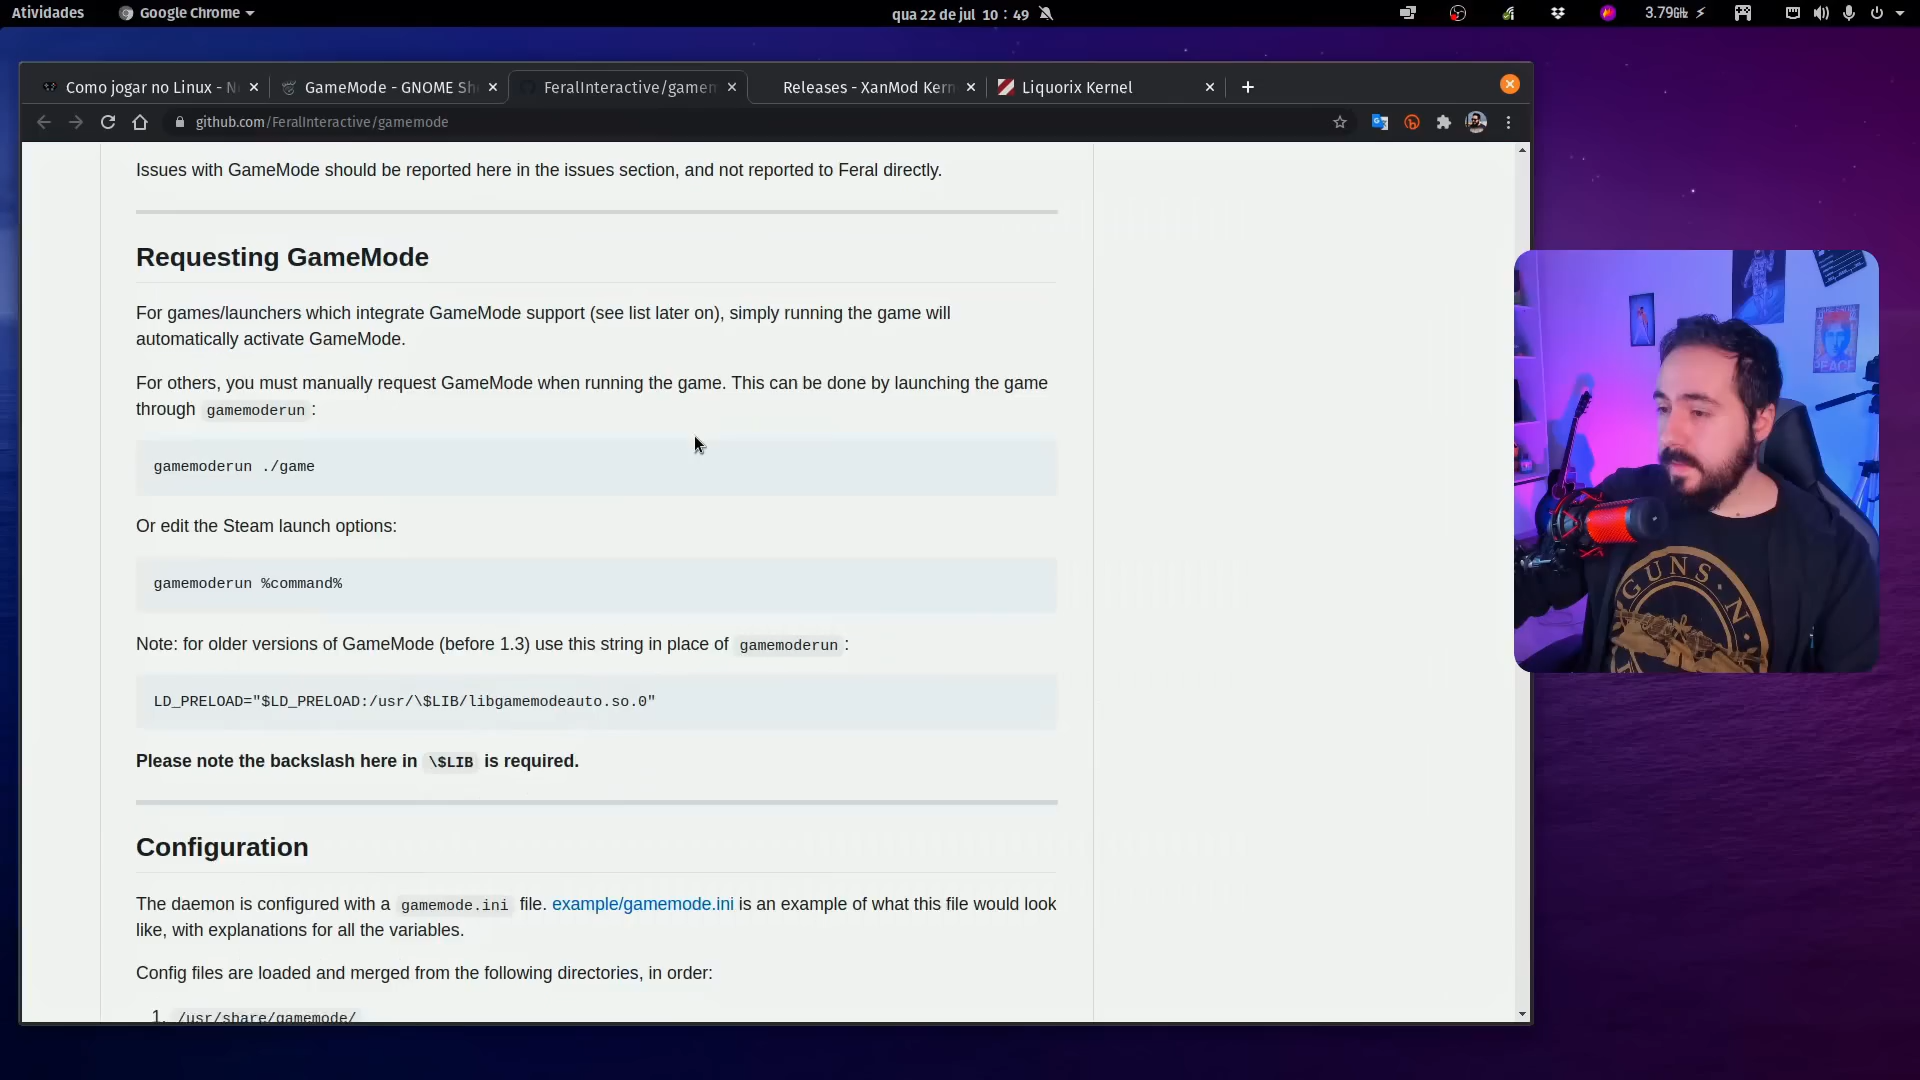 Atividades
Google Chrome
qua 22 de jul 10 : 49
3.79GHz
Como jogar no Linux - N
GameMode - GNOME Sh
FeralInteractive/gamem
Releases - XanMod Kern
Liquorix Kernel
github.com/FeralInteractive/gamemode
Issues with GameMode should be reported here in the issues section, and not reported to Feral directly.
Requesting GameMode
For games/launchers which integrate GameMode support (see list later on), simply running the game will
automatically activate GameMode.
For others, you must manually request GameMode when running the game. This can be done by launching the game
through gamemoderun :
gamemoderun ./game
Or edit the Steam launch options:
gamemoderun %command%
Note: for older versions of GameMode (before 1.3) use this string in place of gamemoderun :
LD_PRELOAD="$LD_PRELOAD:/usr/\$LIB/libgamemodeauto.so.0"
Please note the backslash here in \$LIB is required.
Configuration
The daemon is configured with a gamemode.ini file. example/gamemode.ini is an example of what this file would look
like, with explanations for all the variables.
Config files are loaded and merged from the following directories, in order:
1. /usr/share/gamemode/
PEACE
GUNS N